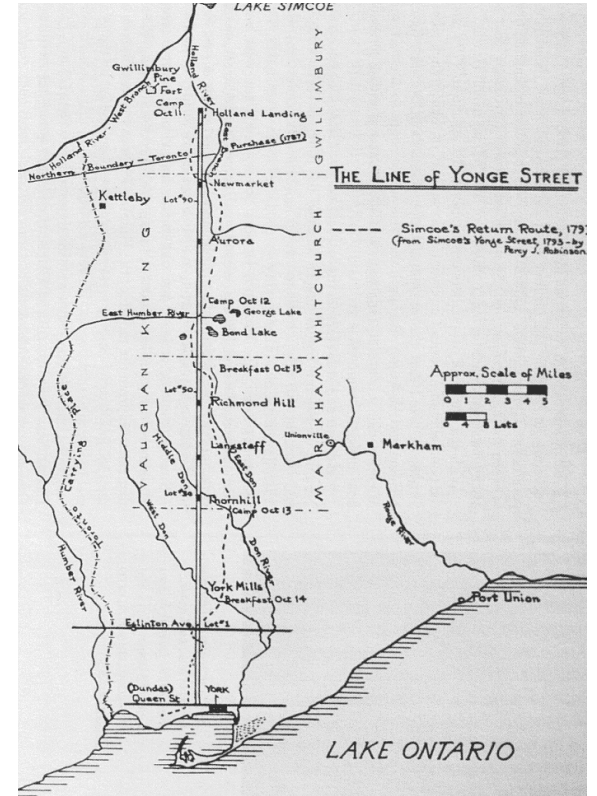 LAKE SIMCOE
Gwillimbury
Pine
Fort
Camp
Oct 11.
Holland River
Holland River - West Branch
Holland Landing
East Branch
GWILLIMBURY
Northern Boundary - Toronto Purchase (1787)
THE LINE OF YONGE STREET
Kettleby
Lot #90
Newmarket
Simcoe's Return Route, 179
(from Simcoe's Yonge Street, 1793 - by
Percy J. Robinson
Aurora
KING
WHITCHURCH
Camp Oct 12
George Lake
East Humber River
Bond Lake
Breakfast Oct 13
Approx. Scale of Miles
0 1 2 3 4 5
0 4 8 Lots
Lot #50
Richmond Hill
VAUGHAN
MARKHAM
Toronto Carrying Place
Unionville
Markham
Middle Don
Langstaff
East Don
Lot #30
Thornhill
Camp Oct 13
West Don
Don River
Rouge River
Humber River
York Mills
Breakfast Oct 14
Port Union
Eglinton Ave.
Lot #1
(Dundas)
Queen St
YORK
LAKE ONTARIO